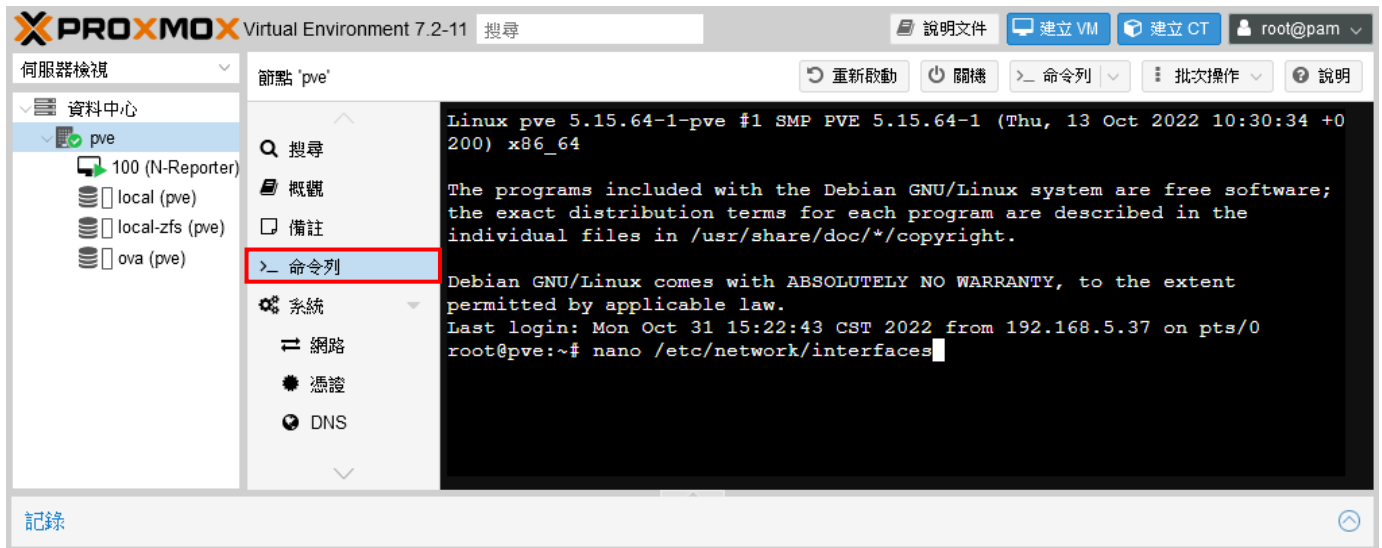 PROXMOX Virtual Environment 7.2-11 搜尋 說明文件 建立 VM 建立 CT root@pam
伺服器檢視
節點 'pve' 重新啟動 關機 >_ 命令列 批次操作 說明
資料中心
pve
100 (N-Reporter)
local (pve)
local-zfs (pve)
ova (pve)
搜尋
概觀
備註
>_ 命令列
系統
網路
憑證
DNS
Linux pve 5.15.64-1-pve #1 SMP PVE 5.15.64-1 (Thu, 13 Oct 2022 10:30:34 +0
200) x86_64
The programs included with the Debian GNU/Linux system are free software;
the exact distribution terms for each program are described in the
individual files in /usr/share/doc/*/copyright.
Debian GNU/Linux comes with ABSOLUTELY NO WARRANTY, to the extent
permitted by applicable law.
Last login: Mon Oct 31 15:22:43 CST 2022 from 192.168.5.37 on pts/0
root@pve:~# nano /etc/network/interfaces
記錄